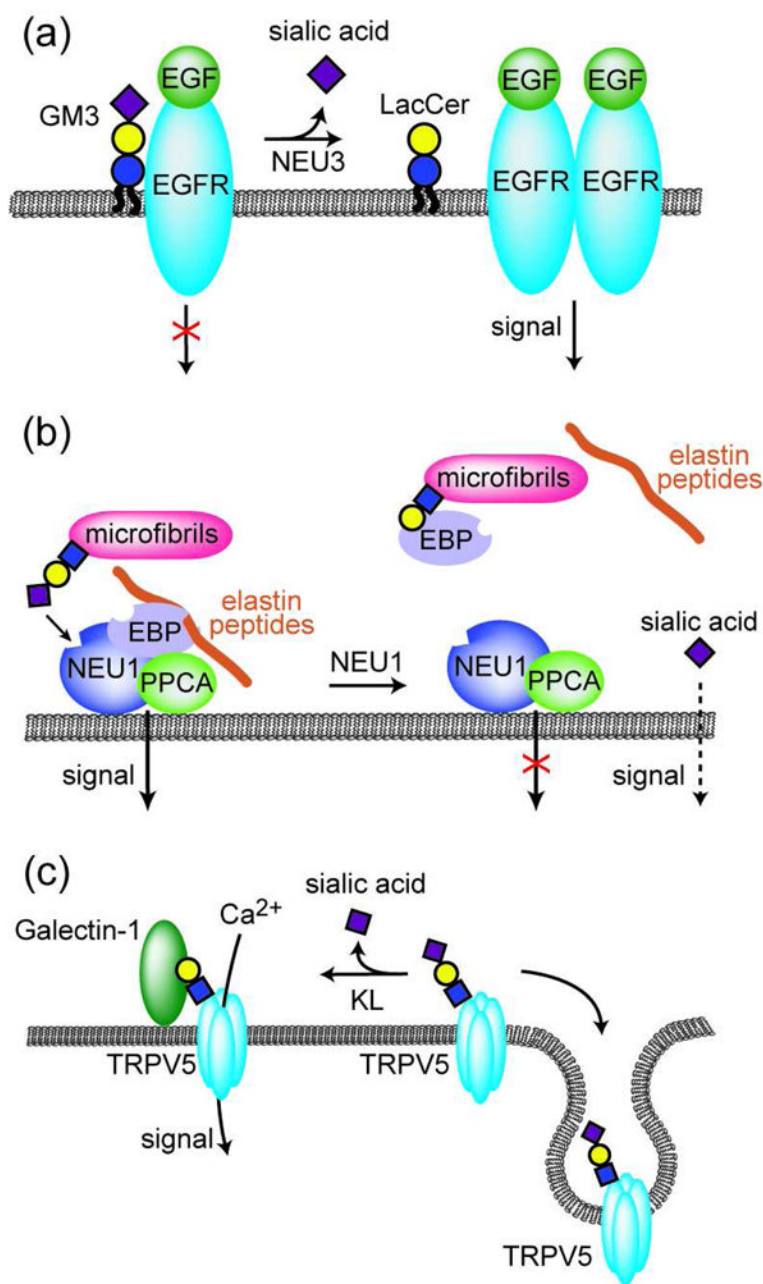 (a)
sialic acid
EGF
EGF
EGF
GM3
LacCer
NEU3
EGFR
EGFR
EGFR
signal
(b)
elastin
peptides
microfibrils
microfibrils
EBP
elastin
peptides
EBP
sialic acid
NEU1
NEU1
NEU1
PPCA
PPCA
signal
signal
(c)
sialic acid
Ca2+
Galectin-1
KL
TRPV5
TRPV5
signal
TRPV5